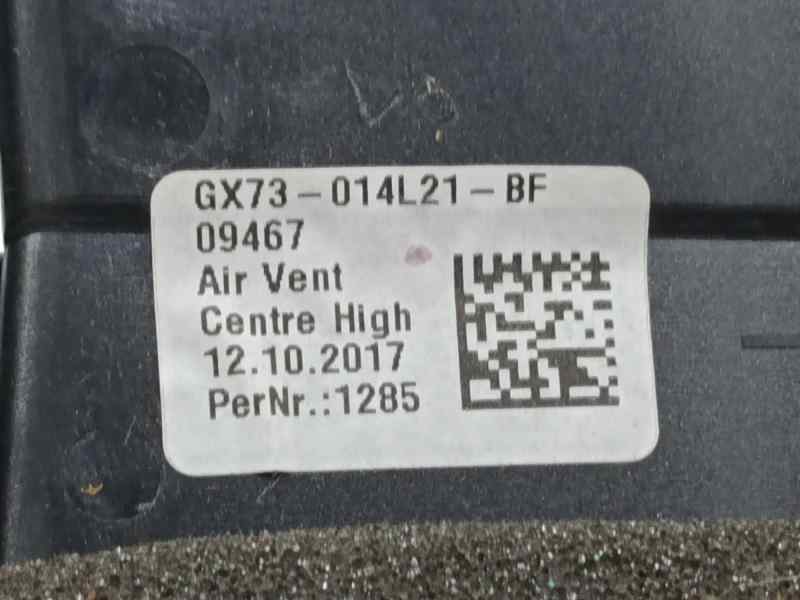 GX73-014L21-BF
09467
Air Vent
Centre High
12.10.2017
PerNr.:1285